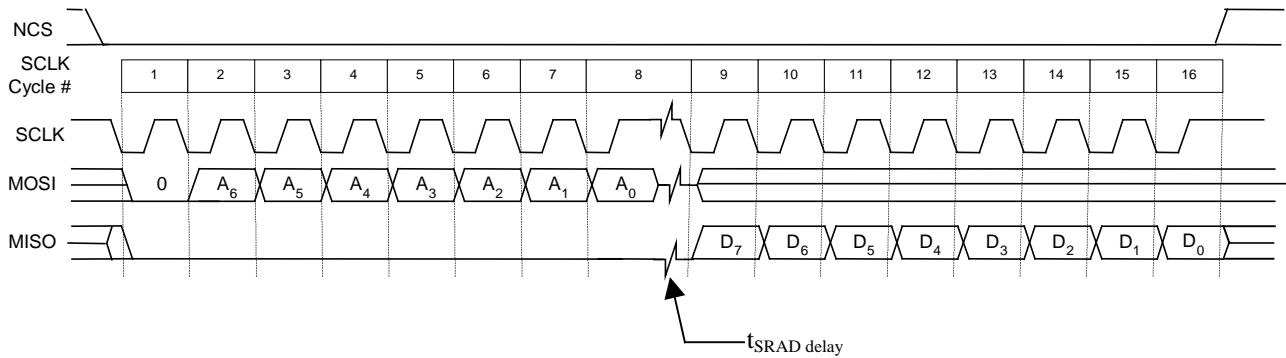 NCS
SCLK
Cycle #
1 2 3 4 5 6 7 8 9 10 11 12 13 14 15 16
SCLK
MOSI 0 A6 A5 A4 A3 A2 A1 A0
MISO D7 D6 D5 D4 D3 D2 D1 D0
tSRAD delay